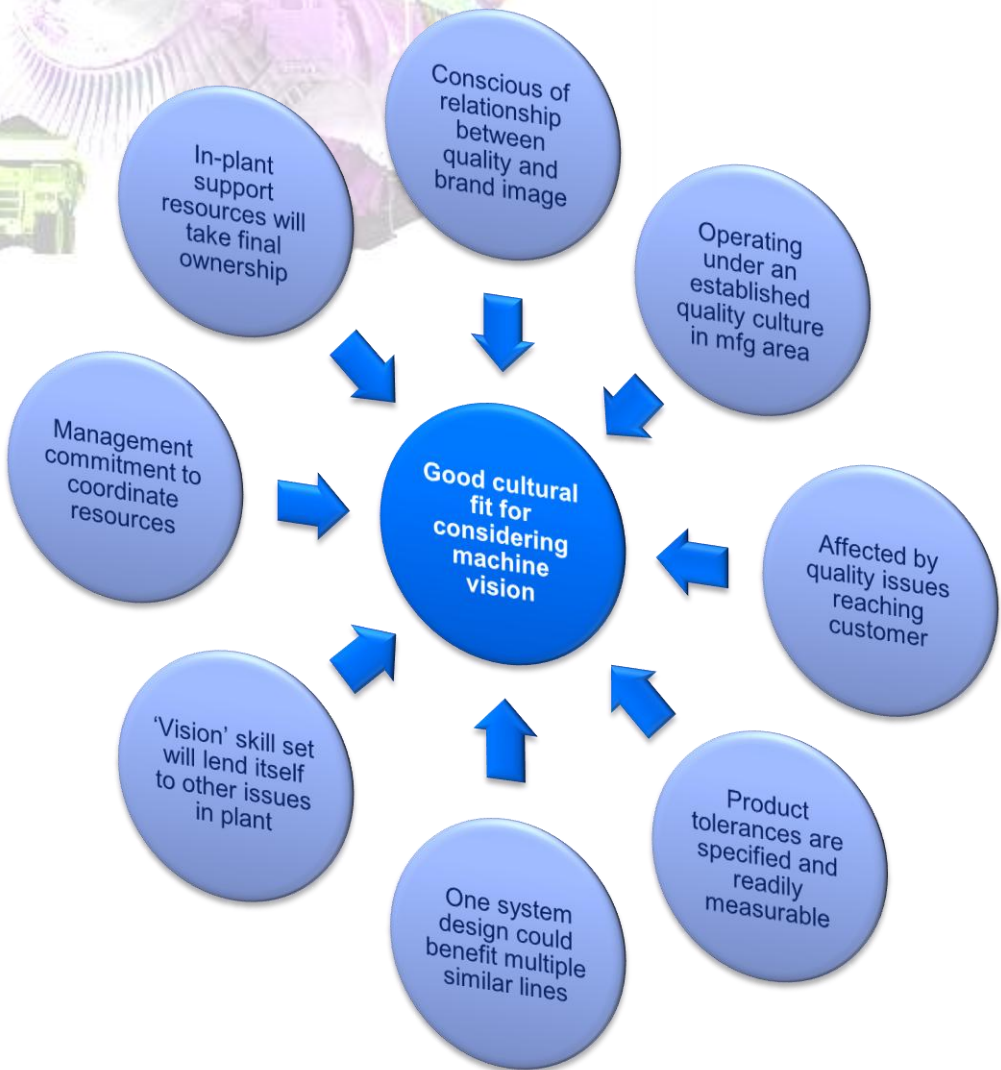 Conscious of
relationship
between
quality and
brand image
Operating
under an
established
quality culture
in mfg area
Affected by
quality issues
reaching
customer
Product
tolerances are
specified and
readily
measurable
One system
design could
benefit multiple
similar lines
‘Vision’ skill set
will lend itself
to other issues
in plant
Management
commitment to
coordinate
resources
In-plant
support
resources will
take final
ownership
Good cultural
fit for
considering
machine
vision